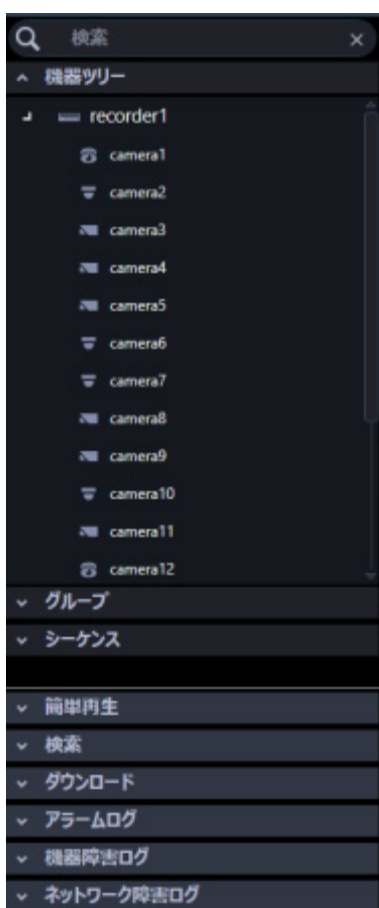 検索
機器ツリー
recorder1
camera1
camera2
camera3
camera4
camera5
camera6
camera7
camera8
camera9
camera10
camera11
camera12
グループ
シーケンス
簡単再生
検索
ダウンロード
アラームログ
機器障害ログ
ネットワーク障害ログ